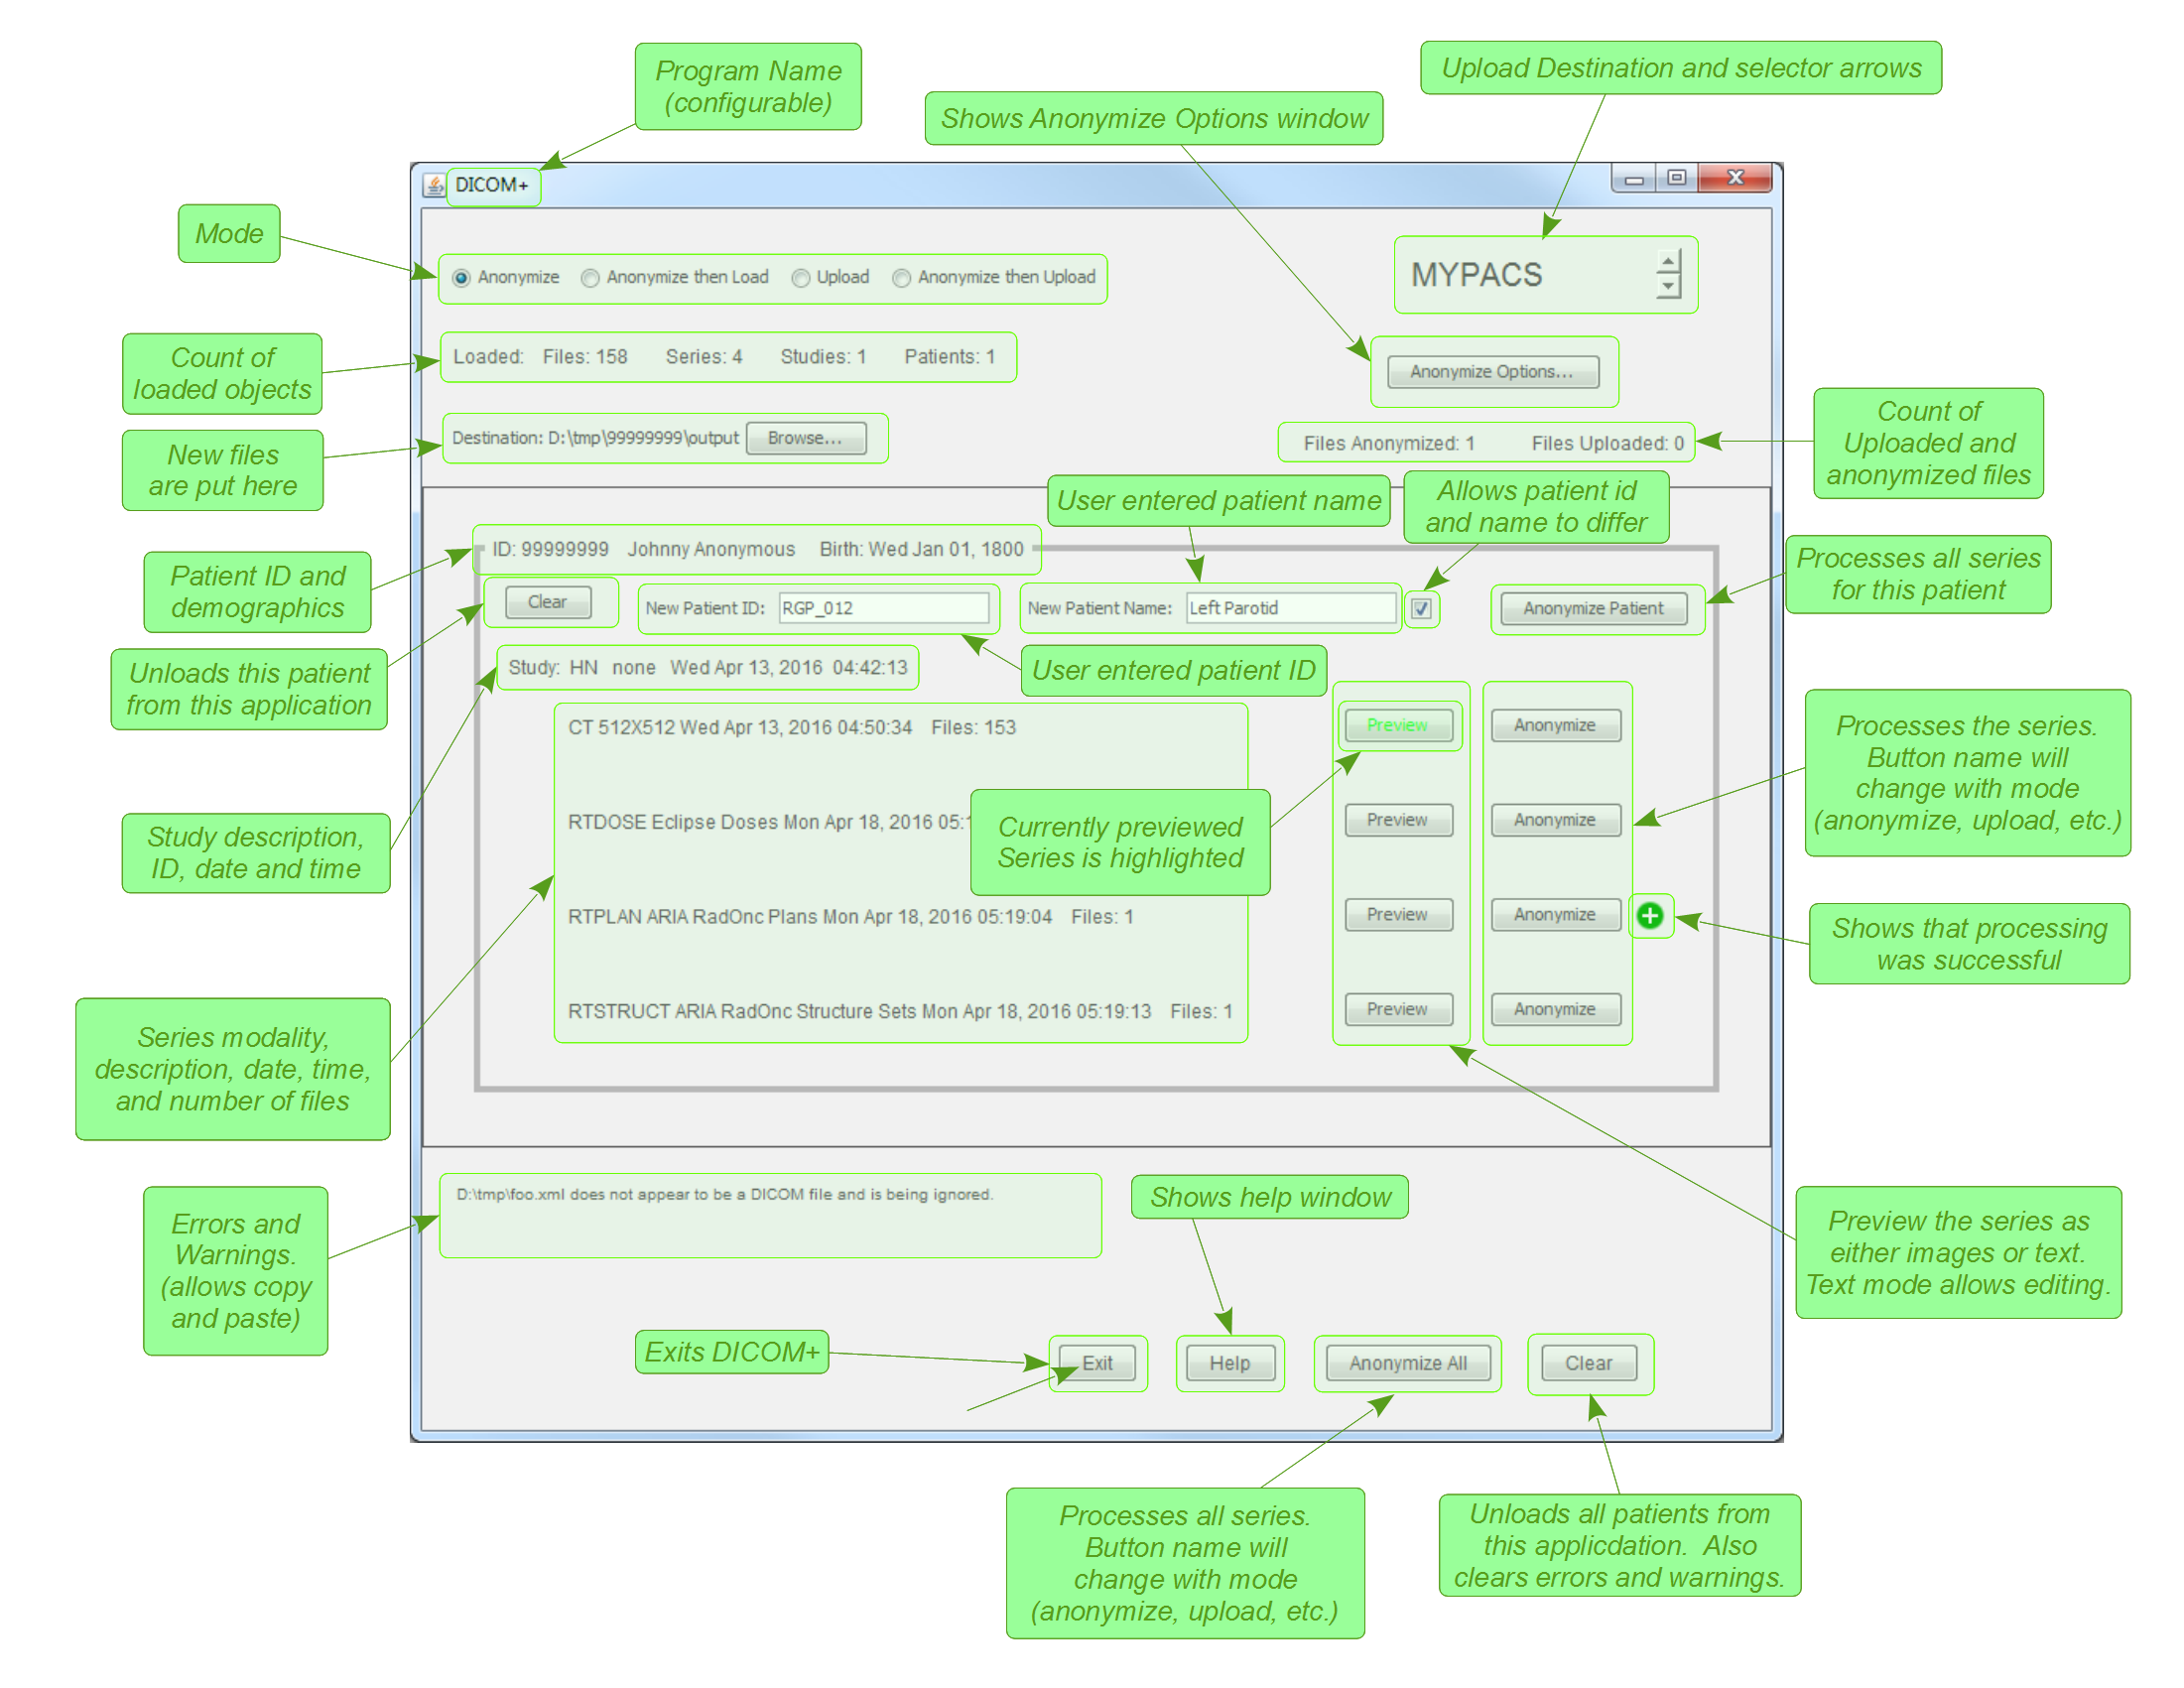 Program Name
(configurable)
Upload Destination and selector arrows
Shows Anonymize Options window
DICOM+
Mode
Anonymize Anonymize then Load Upload Anonymize then Upload
MYPACS
Count of
loaded objects
Loaded: Files: 158 Series: 4 Studies: 1 Patients: 1
Anonymize Options...
New files
are put here
Destination: D:\tmp\99999999\output Browse...
Files Anonymized: 1 Files Uploaded: 0
Count of
Uploaded and
anonymized files
User entered patient name
Allows patient id
and name to differ
Patient ID and
demographics
ID: 99999999 Johnny Anonymous Birth: Wed Jan 01, 1800
Processes all series
for this patient
Clear New Patient ID: RGP_012 New Patient Name: Left Parotid Anonymize Patient
Unloads this patient
from this application
Study: HN none Wed Apr 13, 2016 04:42:13
User entered patient ID
CT 512X512 Wed Apr 13, 2016 04:50:34 Files: 153 Preview Anonymize
Processes the series.
Button name will
change with mode
(anonymize, upload, etc.)
Study description,
ID, date and time
RTDOSE Eclipse Doses Mon Apr 18, 2016 05: Preview Anonymize
Currently previewed
Series is highlighted
RTPLAN ARIA RadOnc Plans Mon Apr 18, 2016 05:19:04 Files: 1 Preview Anonymize
Shows that processing
was successful
RTSTRUCT ARIA RadOnc Structure Sets Mon Apr 18, 2016 05:19:13 Files: 1 Preview Anonymize
Series modality,
description, date, time,
and number of files
D:\tmp\foo.xml does not appear to be a DICOM file and is being ignored.
Errors and
Warnings.
(allows copy
and paste)
Shows help window
Preview the series as
either images or text.
Text mode allows editing.
Exits DICOM+
Exit Help Anonymize All Clear
Processes all series.
Button name will
change with mode
(anonymize, upload, etc.)
Unloads all patients from
this applicdation. Also
clears errors and warnings.